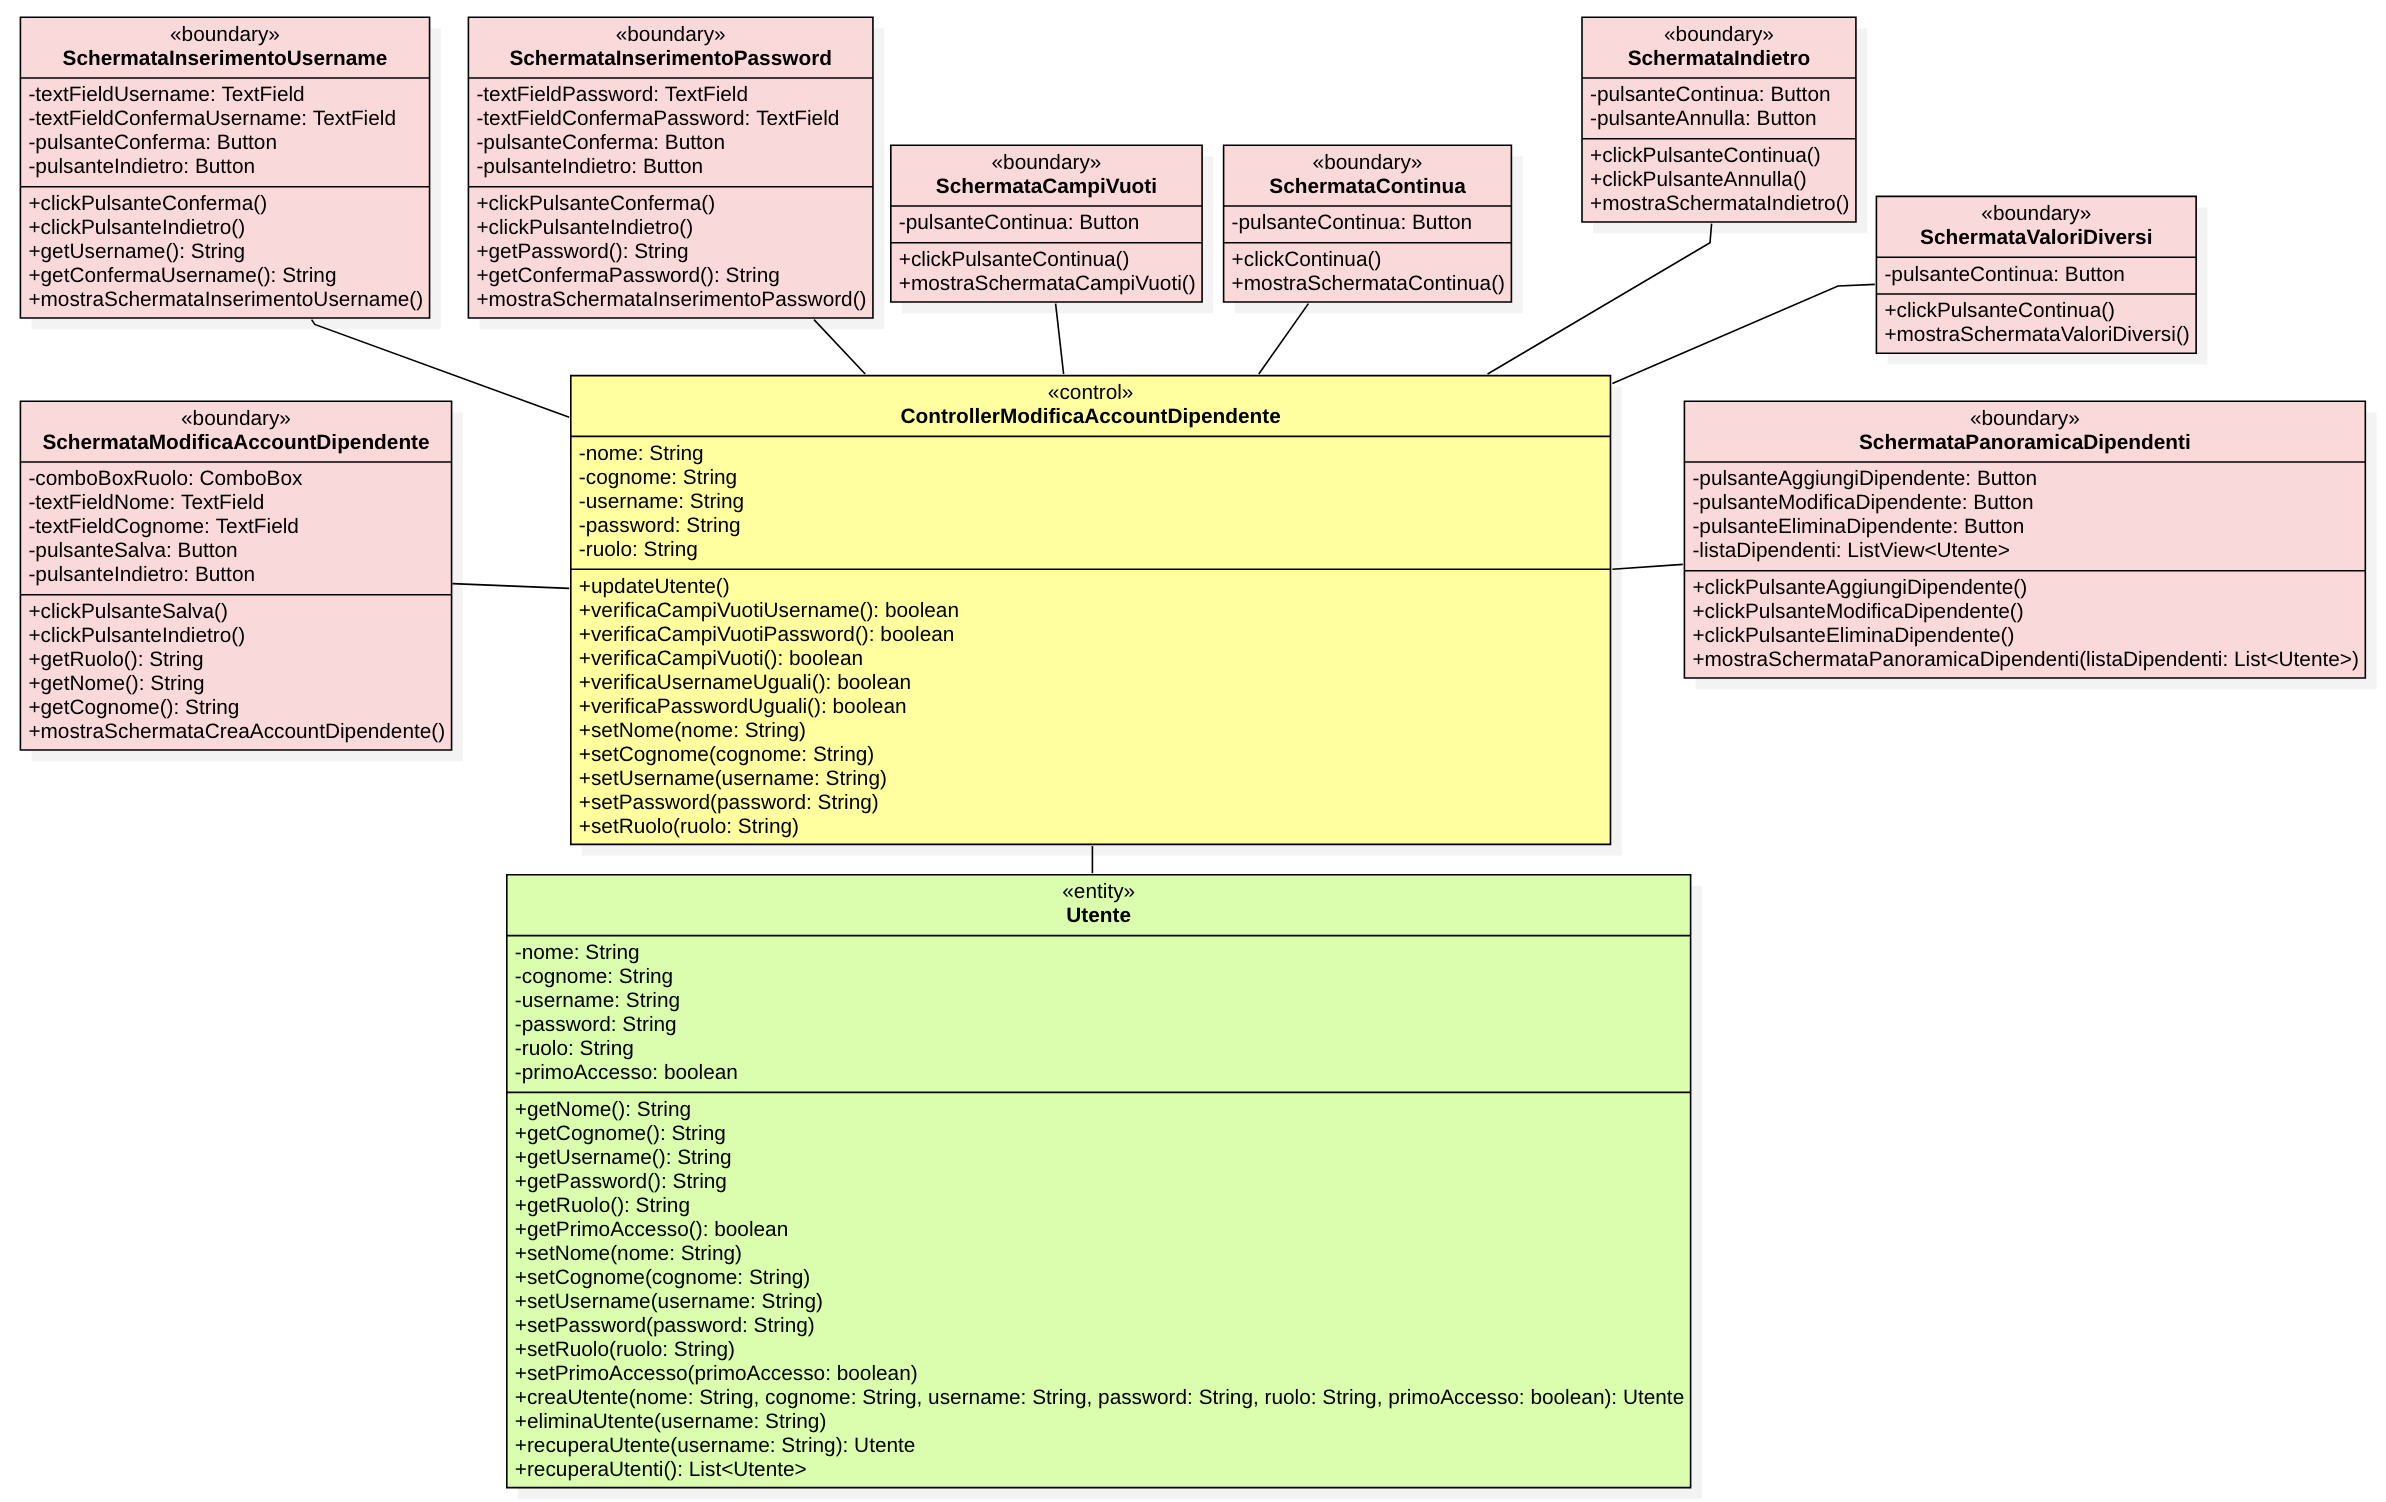 «boundary»
SchermataInserimentoUsername
-textFieldUsername: TextField
-textFieldConfermaUsername: TextField
-pulsanteConferma: Button
-pulsanteIndietro: Button
+clickPulsanteConferma()
+clickPulsanteIndietro()
+getUsername(): String
+getConfermaUsername(): String
+mostraSchermataInserimentoUsername()
«boundary»
SchermataInserimentoPassword
-textFieldPassword: TextField
-textFieldConfermaPassword: TextField
-pulsanteConferma: Button
-pulsanteIndietro: Button
+clickPulsanteConferma()
+clickPulsanteIndietro()
+getPassword(): String
+getConfermaPassword(): String
+mostraSchermataInserimentoPassword()
«boundary»
SchermataCampiVuoti
-pulsanteContinua: Button
+clickPulsanteContinua()
+mostraSchermataCampiVuoti()
«boundary»
SchermataContinua
-pulsanteContinua: Button
+clickContinua()
+mostraSchermataContinua()
«boundary»
SchermataIndietro
-pulsanteContinua: Button
-pulsanteAnnulla: Button
+clickPulsanteContinua()
+clickPulsanteAnnulla()
+mostraSchermataIndietro()
«boundary»
SchermataValoriDiversi
-pulsanteContinua: Button
+clickPulsanteContinua()
+mostraSchermataValoriDiversi()
«boundary»
SchermataModificaAccountDipendente
-comboBoxRuolo: ComboBox
-textFieldNome: TextField
-textFieldCognome: TextField
-pulsanteSalva: Button
-pulsanteIndietro: Button
+clickPulsanteSalva()
+clickPulsanteIndietro()
+getRuolo(): String
+getNome(): String
+getCognome(): String
+mostraSchermataCreaAccountDipendente()
«control»
ControllerModificaAccountDipendente
-nome: String
-cognome: String
-username: String
-password: String
-ruolo: String
+updateUtente()
+verificaCampiVuotiUsername(): boolean
+verificaCampiVuotiPassword(): boolean
+verificaCampiVuoti(): boolean
+verificaUsernameUguali(): boolean
+verificaPasswordUguali(): boolean
+setNome(nome: String)
+setCognome(cognome: String)
+setUsername(username: String)
+setPassword(password: String)
+setRuolo(ruolo: String)
«boundary»
SchermataPanoramicaDipendenti
-pulsanteAggiungiDipendente: Button
-pulsanteModificaDipendente: Button
-pulsanteEliminaDipendente: Button
-listaDipendenti: ListView<Utente>
+clickPulsanteAggiungiDipendente()
+clickPulsanteModificaDipendente()
+clickPulsanteEliminaDipendente()
+mostraSchermataPanoramicaDipendenti(listaDipendenti: List<Utente>)
«entity»
Utente
-nome: String
-cognome: String
-username: String
-password: String
-ruolo: String
-primoAccesso: boolean
+getNome(): String
+getCognome(): String
+getUsername(): String
+getPassword(): String
+getRuolo(): String
+getPrimoAccesso(): boolean
+setNome(nome: String)
+setCognome(cognome: String)
+setUsername(username: String)
+setPassword(password: String)
+setRuolo(ruolo: String)
+setPrimoAccesso(primoAccesso: boolean)
+creaUtente(nome: String, cognome: String, username: String, password: String, ruolo: String, primoAccesso: boolean): Utente
+eliminaUtente(username: String)
+recuperaUtente(username: String): Utente
+recuperaUtenti(): List<Utente>